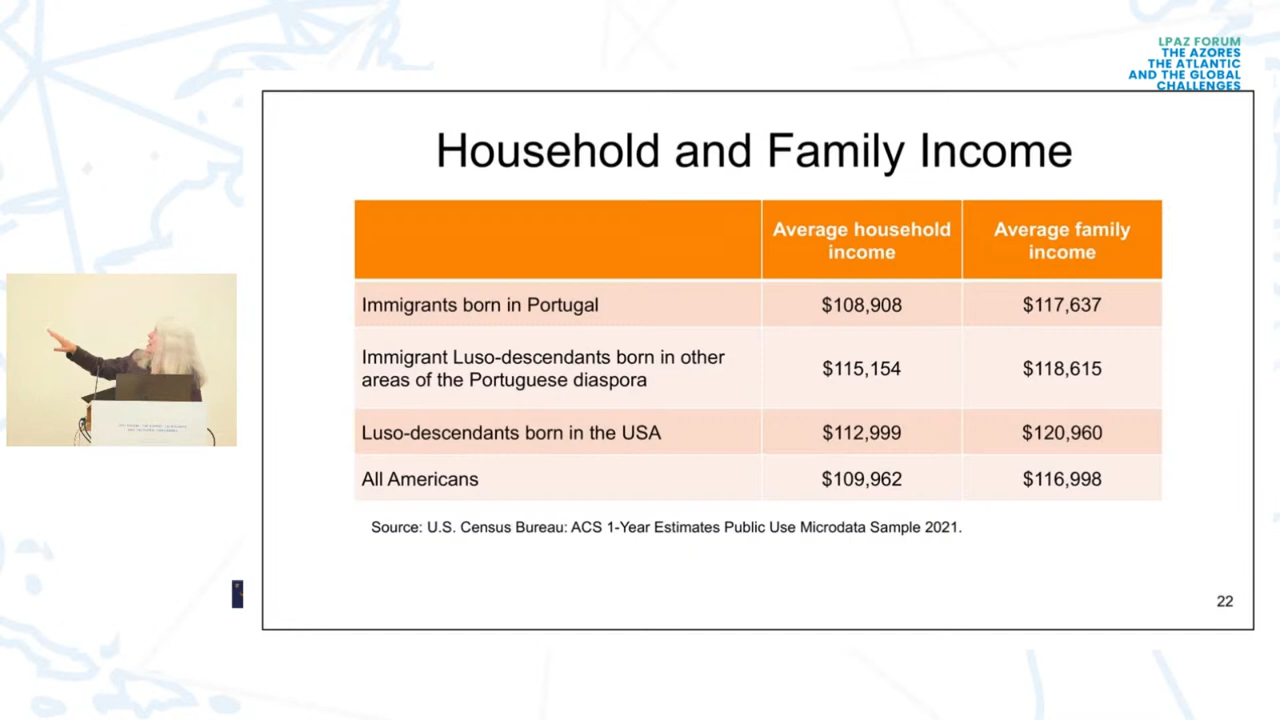 LPAZ FORUM
THE AZORES
THE ATLANTIC
AND THE GLOBAL
CHALLENGES
Household and Family Income
Average household income
Average family income
Immigrants born in Portugal $108,908 $117,637
Immigrant Luso-descendants born in other areas of the Portuguese diaspora $115,154 $118,615
Luso-descendants born in the USA $112,999 $120,960
All Americans $109,962 $116,998
Source: U.S. Census Bureau: ACS 1-Year Estimates Public Use Microdata Sample 2021.
22